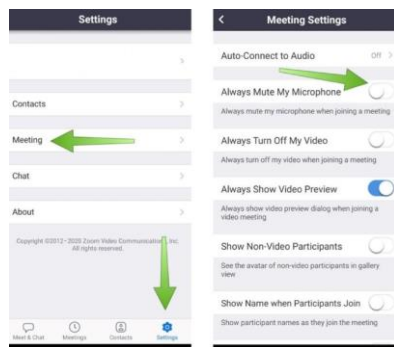 Settings
Contacts
Meeting
Chat
About
Copyright ©2012-2020 Zoom Video Communications, Inc.
All rights reserved.
Meet & Chat
Meetings
Contacts
Settings
Meeting Settings
Auto-Connect to Audio
Off
Always Mute My Microphone
Always mute my microphone when joining a meeting
Always Turn Off My Video
Always turn off my video when joining a meeting
Always Show Video Preview
Always show video preview dialog when joining a
video meeting
Show Non-Video Participants
See the avatar of non-video participants in gallery
view
Show Name when Participants Join
Show participant names as they join the meeting